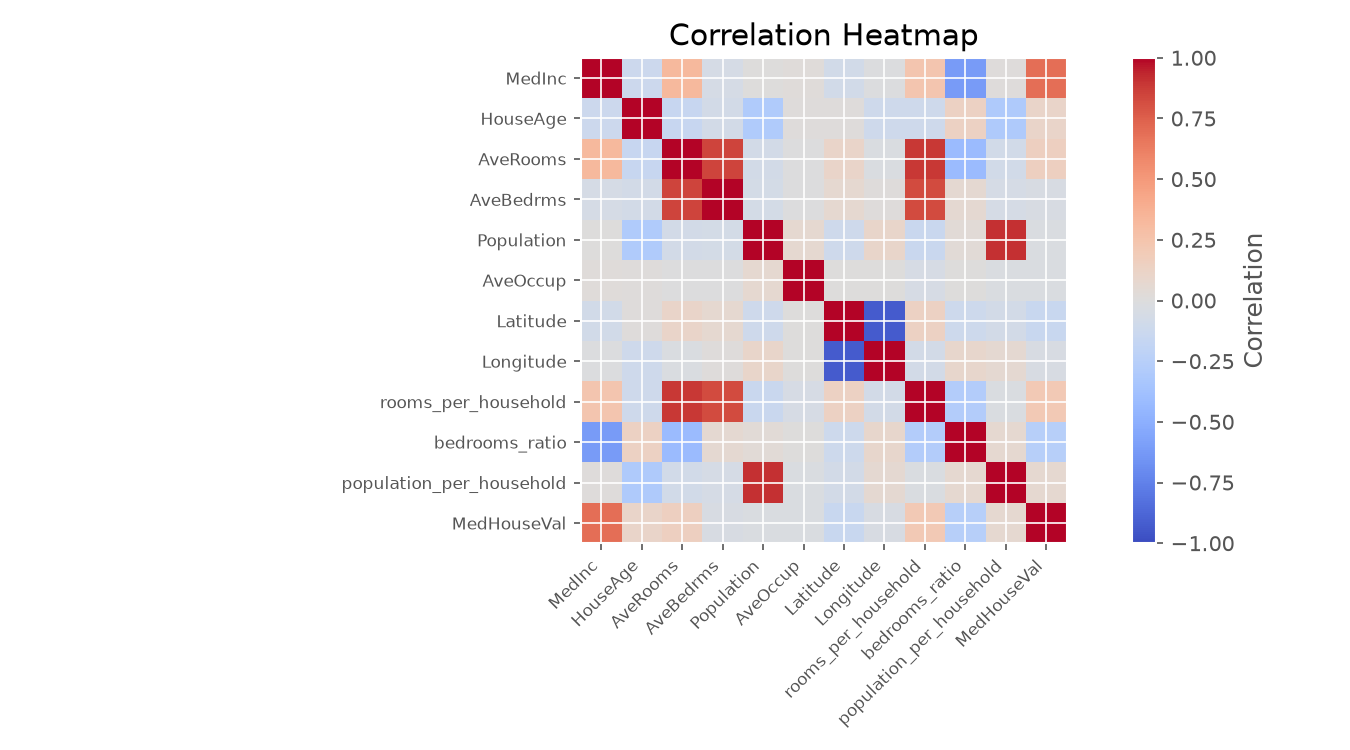 Correlation Heatmap
MedInc
HouseAge
AveRooms
AveBedrms
Population
AveOccup
Latitude
Longitude
rooms_per_household
bedrooms_ratio
population_per_household
MedHouseVal
MedInc
HouseAge
AveRooms
AveBedrms
Population
AveOccup
Latitude
Longitude
rooms_per_household
bedrooms_ratio
population_per_household
MedHouseVal
1.00
0.75
0.50
0.25
0.00
−0.25
−0.50
−0.75
−1.00
Correlation